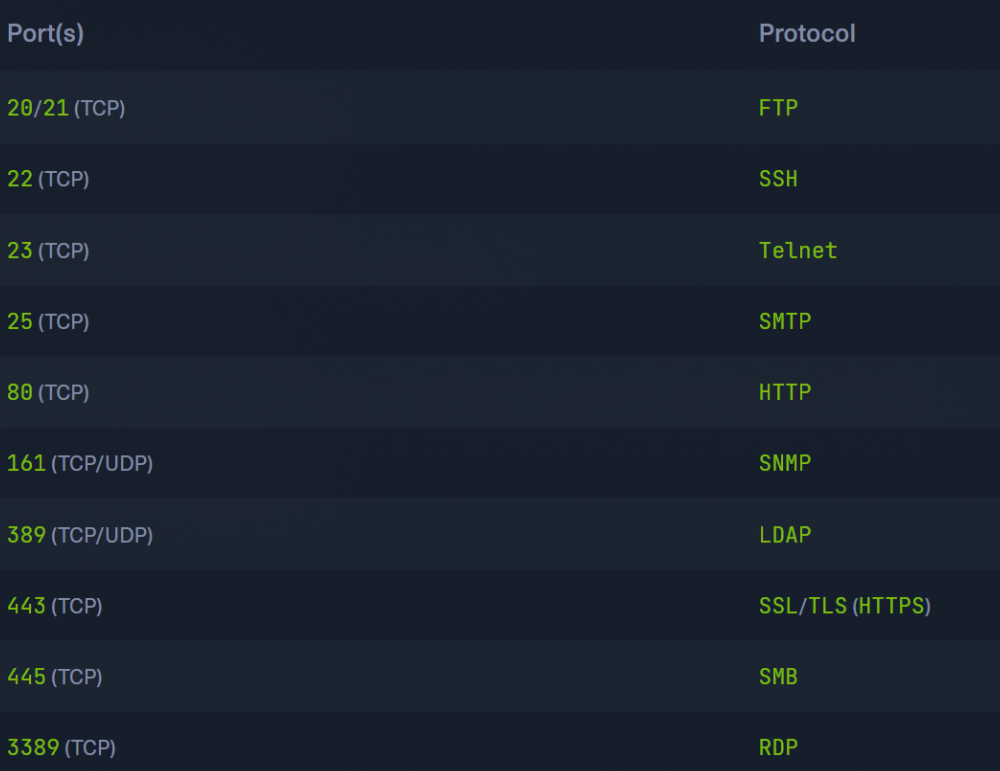 Port(s) Protocol
20/21 (TCP) FTP
22 (TCP) SSH
23 (TCP) Telnet
25 (TCP) SMTP
80 (TCP) HTTP
161 (TCP/UDP) SNMP
389 (TCP/UDP) LDAP
443 (TCP) SSL/TLS (HTTPS)
445 (TCP) SMB
3389 (TCP) RDP